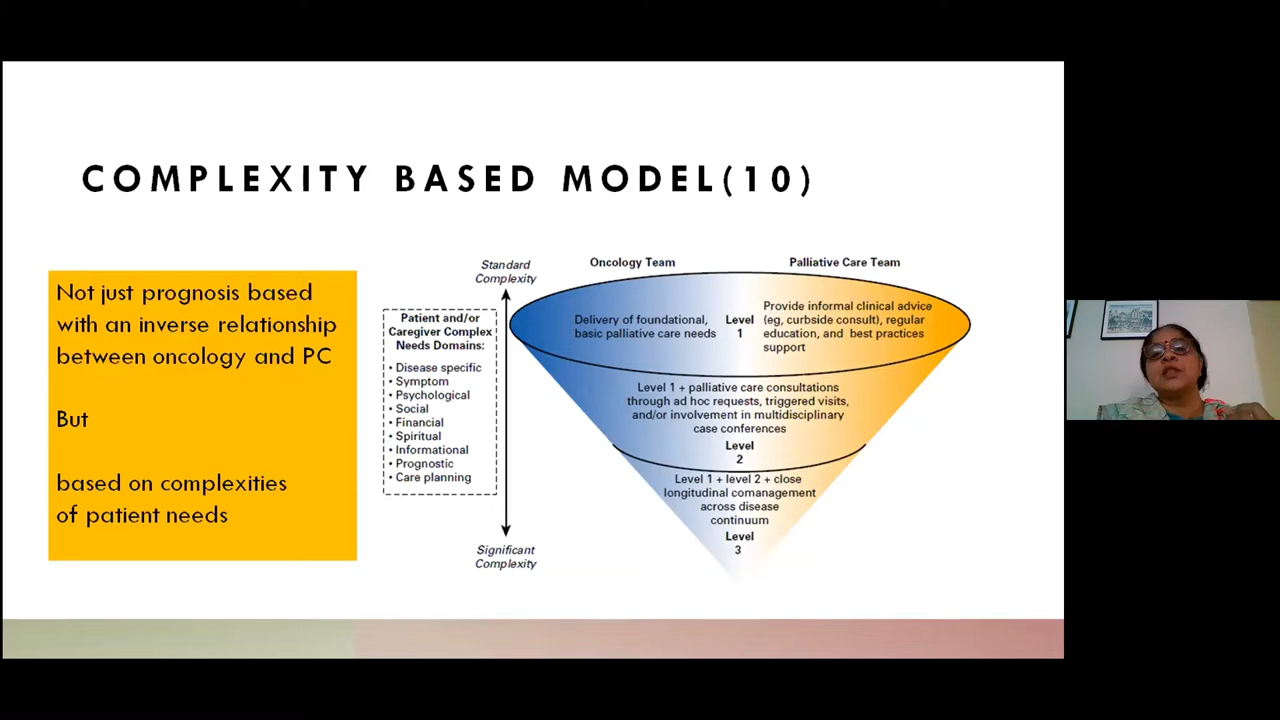 COMPLEXITY BASED MODEL(10)
Not just prognosis based
with an inverse relationship
between oncology and PC
But
based on complexities
of patient needs
Standard
Complexity
Patient and/or
Caregiver Complex
Needs Domains:
• Disease specific
• Symptom
• Psychological
• Social
• Financial
• Spiritual
• Informational
• Prognostic
• Care planning
Significant
Complexity
Oncology Team
Palliative Care Team
Delivery of foundational,
basic palliative care needs
Level
1
Provide informal clinical advice
(eg, curbside consult), regular
education, and best practices
support
Level 1 + palliative care consultations
through ad hoc requests, triggered visits,
and/or involvement in multidisciplinary
case conferences
Level
2
Level 1 + level 2 + close
longitudinal comanagement
across disease
continuum
Level
3